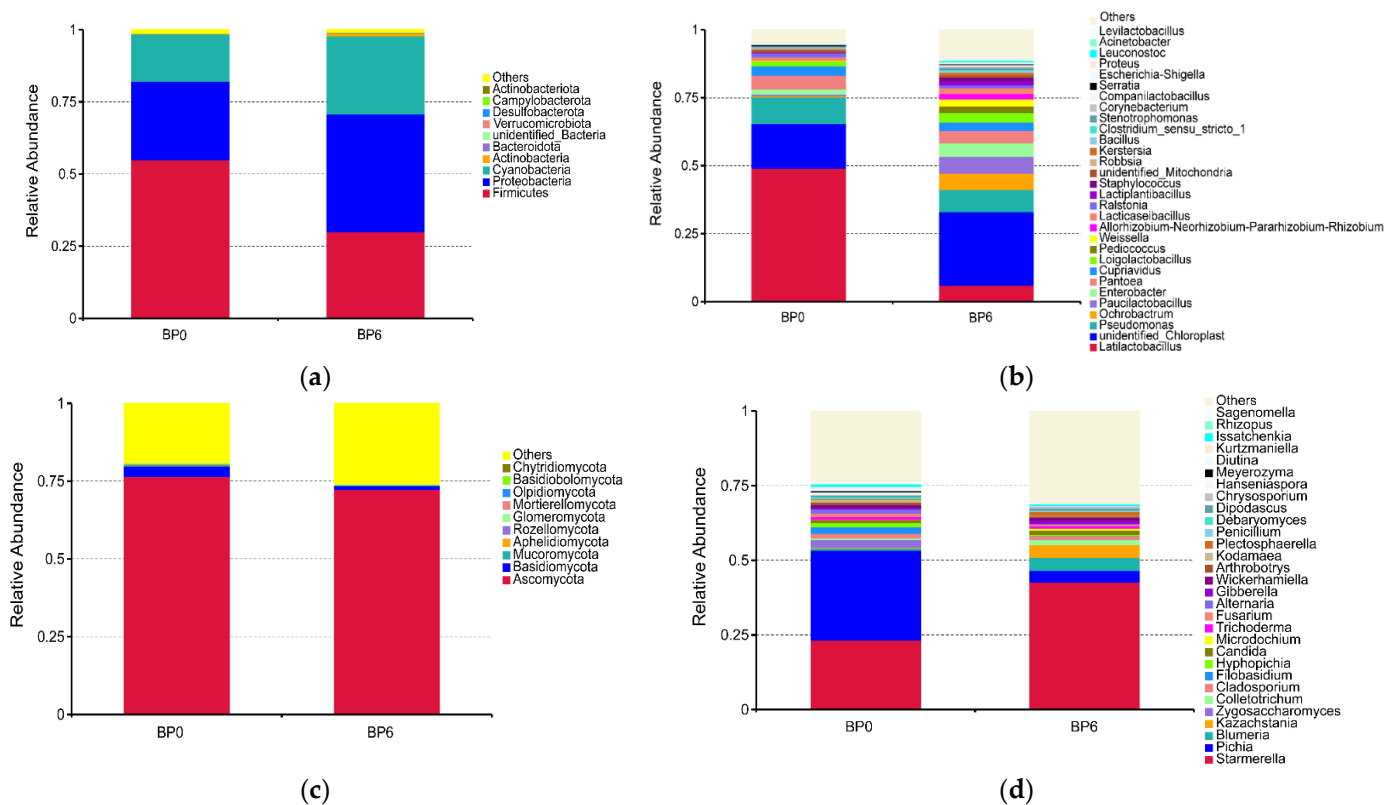 Relative Abundance
1
0.75
0.5
0.25
0
BP0
BP6
Others
Actinobacteriota
Campylobacterota
Desulfobacterota
Verrucomicrobiota
unidentified_Bacteria
Bacteroidota
Actinobacteria
Cyanobacteria
Proteobacteria
Firmicutes
(a)
Relative Abundance
1
0.75
0.5
0.25
0
BP0
BP6
Others
Levilactobacillus
Acinetobacter
Leuconostoc
Proteus
Escherichia-Shigella
Serratia
Companilactobacillus
Corynebacterium
Stenotrophomonas
Clostridium_sensu_stricto_1
Bacillus
Kerstersia
Robbsia
unidentified_Mitochondria
Staphylococcus
Lactiplantibacillus
Ralstonia
Lacticaseibacillus
Allorhizobium-Neorhizobium-Pararhizobium-Rhizobium
Weissella
Pediococcus
Loigolactobacillus
Cupriavidus
Pantoea
Enterobacter
Paucilactobacillus
Ochrobactrum
Pseudomonas
unidentified_Chloroplast
Latilactobacillus
(b)
Relative Abundance
1
0.75
0.5
0.25
0
BP0
BP6
Others
Chytridiomycota
Basidiobolomycota
Olpidiomycota
Mortierellomycota
Glomeromycota
Rozellomycota
Aphelidiomycota
Mucoromycota
Basidiomycota
Ascomycota
(c)
Relative Abundance
1
0.75
0.5
0.25
0
BP0
BP6
Others
Sagenomella
Rhizopus
Issatchenkia
Kurtzmaniella
Diutina
Meyerozyma
Hanseniaspora
Chrysosporium
Dipodascus
Debaryomyces
Penicillium
Plectosphaerella
Kodamaea
Arthrobotrys
Wickerhamiella
Gibberella
Alternaria
Fusarium
Trichoderma
Microdochium
Candida
Hyphopichia
Filobasidium
Cladosporium
Colletotrichum
Zygosaccharomyces
Kazachstania
Blumeria
Pichia
Starmerella
(d)